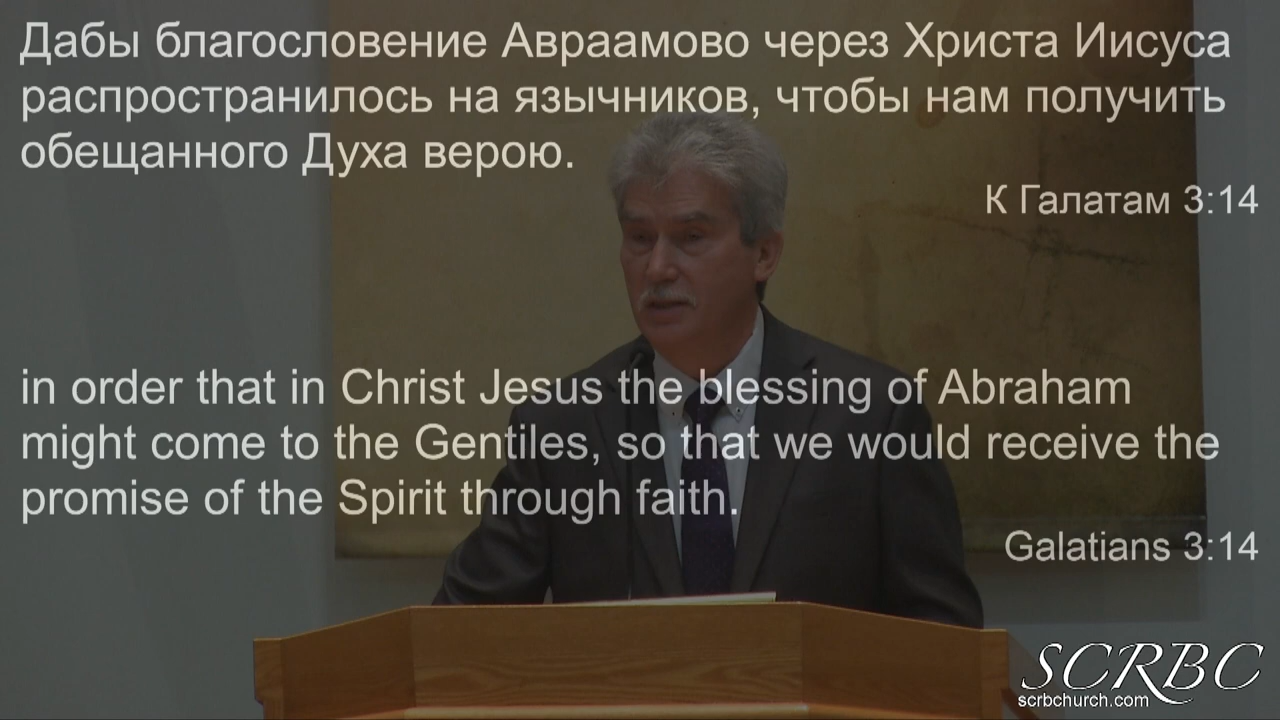 Дабы благословение Авраамово через Христа Иисуса
распространилось на язычников, чтобы нам получить
обещанного Духа верою.
К Галатам 3:14
in order that in Christ Jesus the blessing of Abraham
might come to the Gentiles, so that we would receive the
promise of the Spirit through faith.
Galatians 3:14
SCRBC
scrbchurch.com